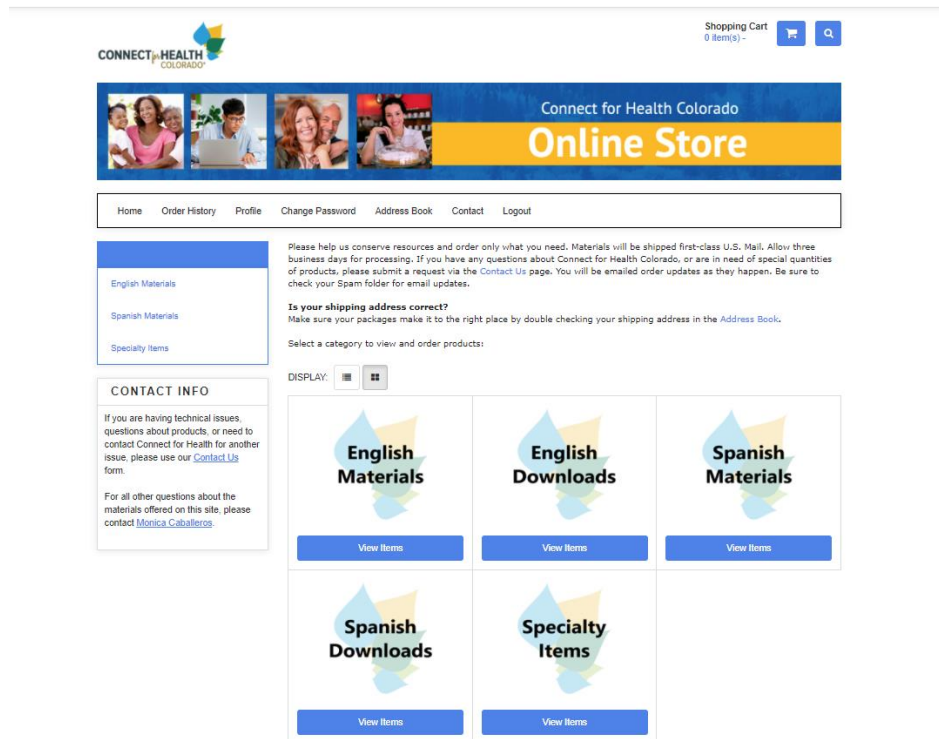 CONNECT for HEALTH
COLORADO
Shopping Cart
0 item(s) -
Connect for Health Colorado
Online Store
Home Order History Profile Change Password Address Book Contact Logout
English Materials
Spanish Materials
Specialty Items
CONTACT INFO
If you are having technical issues,
questions about products, or need to
contact Connect for Health for another
issue, please use our Contact Us
form.
For all other questions about the
materials offered on this site, please
contact Monica Caballeros.
Please help us conserve resources and order only what you need. Materials will be shipped first-class U.S. Mail. Allow three
business days for processing. If you have any questions about Connect for Health Colorado, or are in need of special quantities
of products, please submit a request via the Contact Us page. You will be emailed order updates as they happen. Be sure to
check your Spam folder for email updates.
Is your shipping address correct?
Make sure your packages make it to the right place by double checking your shipping address in the Address Book.
Select a category to view and order products:
DISPLAY:
English
Materials
View Items
English
Downloads
View Items
Spanish
Materials
View Items
Spanish
Downloads
View Items
Specialty
Items
View Items